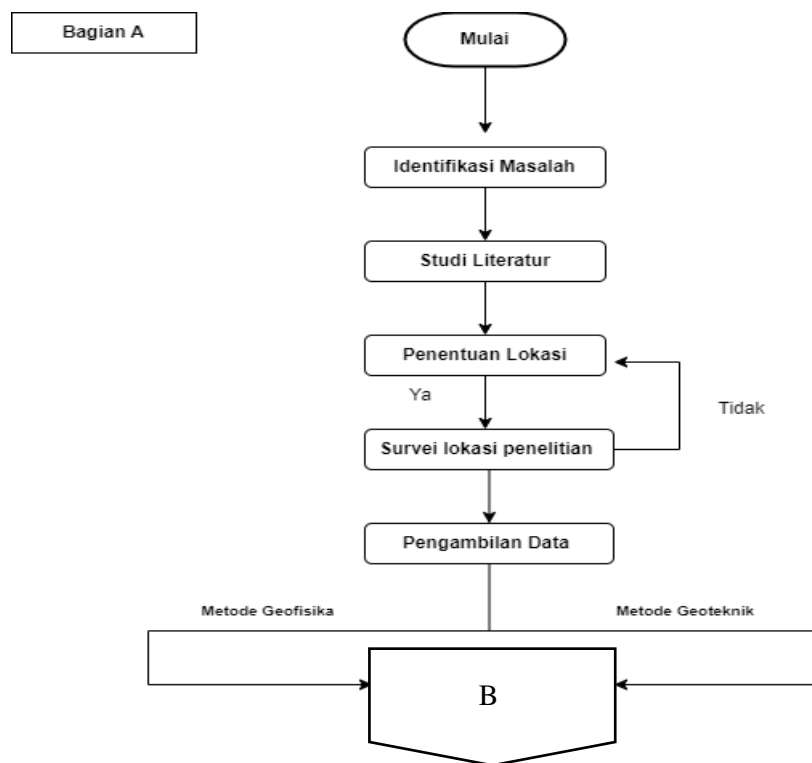 Bagian A
Mulai
Identifikasi Masalah
Studi Literatur
Penentuan Lokasi
Ya
Tidak
Survei lokasi penelitian
Pengambilan Data
Metode Geofisika
Metode Geoteknik
B